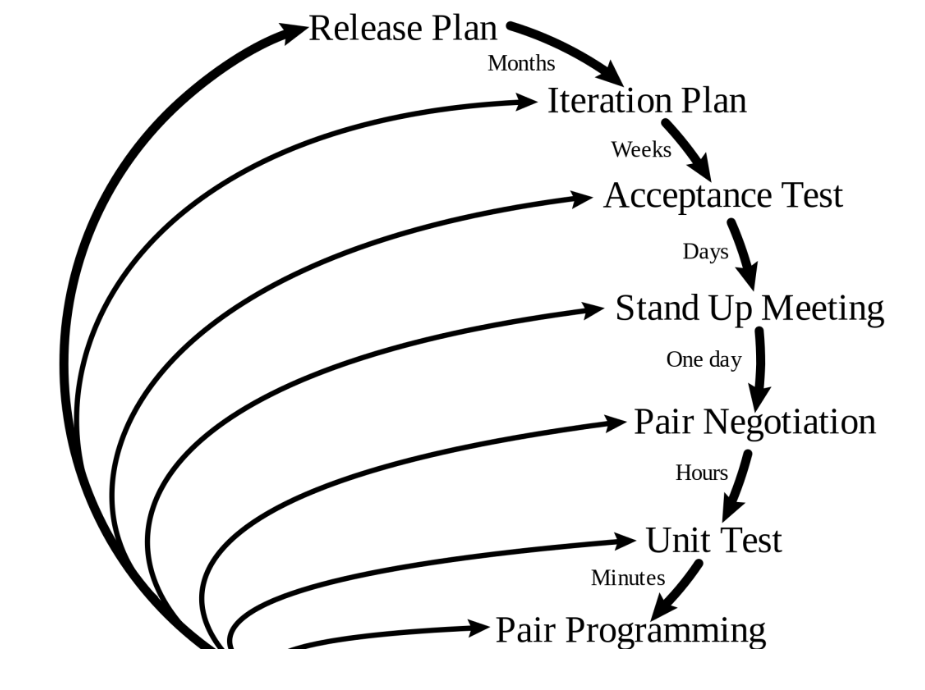 Release Plan
Months
Iteration Plan
Weeks
Acceptance Test
Days
Stand Up Meeting
One day
Pair Negotiation
Hours
Unit Test
Minutes
Pair Programming